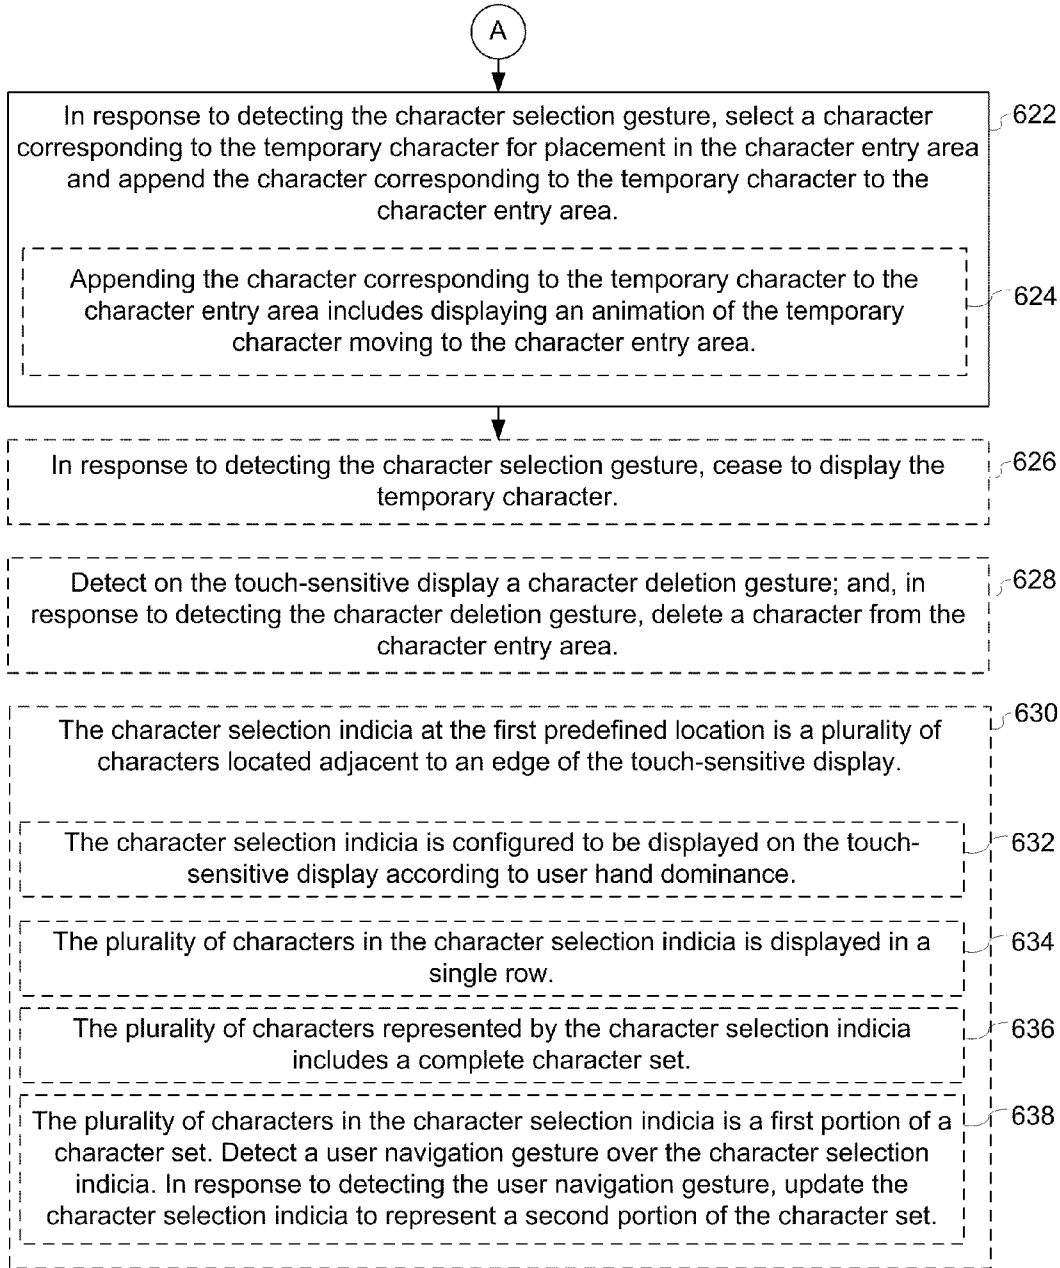 A
In response to detecting the character selection gesture, select a character
corresponding to the temporary character for placement in the character entry area
and append the character corresponding to the temporary character to the
character entry area.
622
Appending the character corresponding to the temporary character to the
character entry area includes displaying an animation of the temporary
character moving to the character entry area.
624
In response to detecting the character selection gesture, cease to display the
temporary character.
626
Detect on the touch-sensitive display a character deletion gesture; and, in
response to detecting the character deletion gesture, delete a character from the
character entry area.
628
The character selection indicia at the first predefined location is a plurality of
characters located adjacent to an edge of the touch-sensitive display.
630
The character selection indicia is configured to be displayed on the touch-
sensitive display according to user hand dominance.
632
The plurality of characters in the character selection indicia is displayed in a
single row.
634
The plurality of characters represented by the character selection indicia
includes a complete character set.
636
The plurality of characters in the character selection indicia is a first portion of a
character set. Detect a user navigation gesture over the character selection
indicia. In response to detecting the user navigation gesture, update the
character selection indicia to represent a second portion of the character set.
638